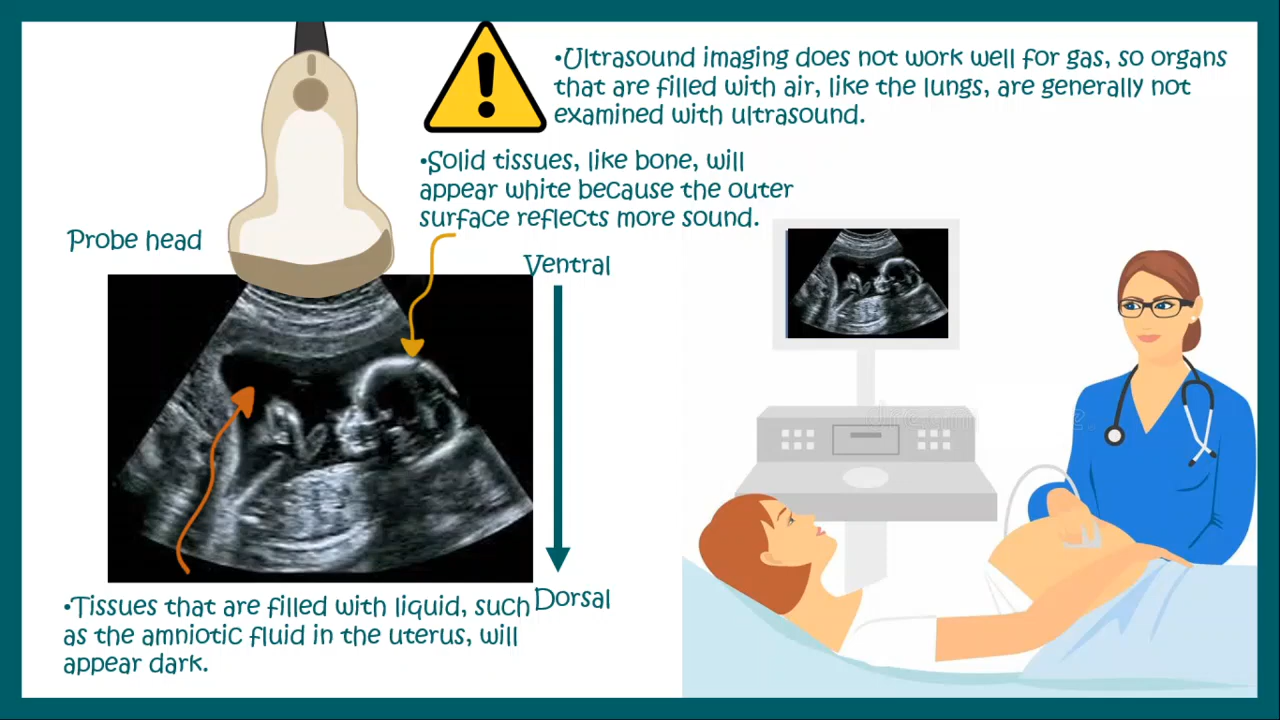 •Ultrasound imaging does not work well for gas, so organs
that are filled with air, like the lungs, are generally not
examined with ultrasound.
•Solid tissues, like bone, will
appear white because the outer
surface reflects more sound.
Probe head
Ventral
Dorsal
•Tissues that are filled with liquid, such
as the amniotic fluid in the uterus, will
appear dark.